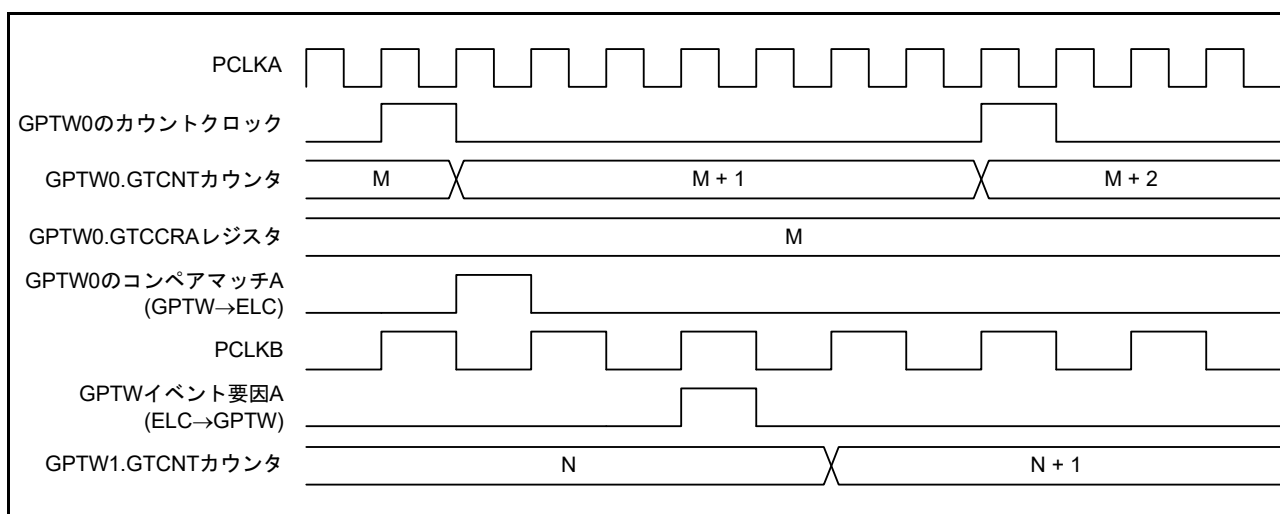 PCLKA
GPTW0のカウントクロック
GPTW0.GTCNTカウンタ
M
M + 1
M + 2
GPTW0.GTCCRAレジスタ
M
GPTW0のコンペアマッチA
(GPTW→ELC)
PCLKB
GPTWイベント要因A
(ELC→GPTW)
GPTW1.GTCNTカウンタ
N
N + 1